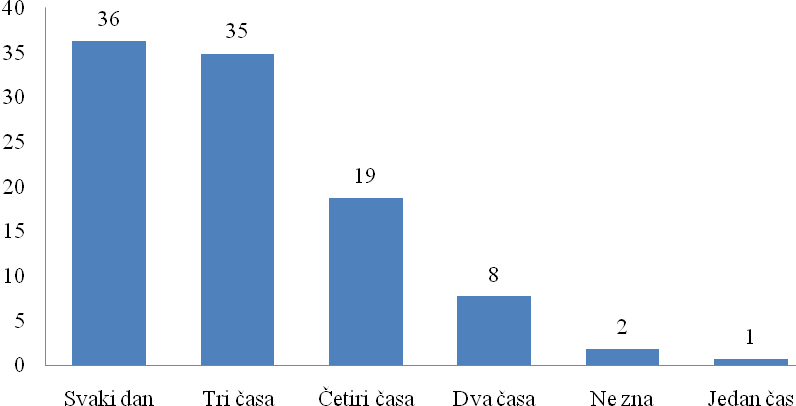 40
35
30
25
20
15
10
5
0
36
35
19
8
2
1
Svaki dan
Tri časa
Četiri časa
Dva časa
Ne zna
Jedan čas